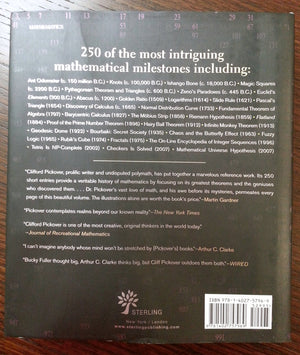 MATHEMATICS
250 of the most intriguing
mathematical milestones including:
Ant Odometer (c. 150 million B.C.) • Knots (c. 100,000 B.C.) • Ishango Bone (c. 18,000 B.C.) • Magic Squares
(c. 2200 B.C.) • Pythagorean Theorem and Triangles (c. 600 B.C.) • Zeno's Paradoxes (c. 445 B.C.) • Euclid's
Elements (300 B.C.) • Abacus (c. 1200) • Golden Ratio (1509) • Logarithms (1614) • Slide Rule (1621) • Pascal's
Triangle (1654) • Discovery of Calculus (c. 1665) • Normal Distribution Curve (1733) • Fundamental Theorem of
Algebra (1797) • Barycentric Calculus (1827) • The Möbius Strip (1858) • Riemann Hypothesis (1859) • Flatland
(1884) • Proof of the Prime Number Theorem (1896) • Hairy Ball Theorem (1912) • Infinite Monkey Theorem (1913)
• Geodesic Dome (1922) • Bourbaki: Secret Society (1935) • Chaos and the Butterfly Effect (1963) • Fuzzy
Logic (1965) • Rubik's Cube (1974) • Fractals (1975) • The On-Line Encyclopedia of Integer Sequences (1996)
• Tetris Is NP-Complete (2002) • Checkers Is Solved (2007) • Mathematical Universe Hypothesis (2007)
"Clifford Pickover, prolific writer and undisputed polymath, has put together a marvelous reference work. Its 250
short entries provide a variety history of mathematics by focusing on its greatest theorems and the geniuses
who discovered them. . . . Dr. Pickover's vast love of math, and his awe before its mysteries, permeates every
page of this beautiful volume. The illustrations alone are worth the book's price."—Martin Gardner
"Pickover contemplates realms beyond our known reality."—The New York Times
"Clifford Pickover is one of the most creative, original thinkers in the world today."
—Journal of Recreational Mathematics
"I can't imagine anybody whose mind won't be stretched by [Pickover's] books."—Arthur C. Clarke
"Bucky Fuller thought big, Arthur C. Clarke thinks big, but Cliff Pickover outdoes them both."—WIRED
STERLING
New York / London
www.sterlingpublishing.com
ISBN 978-1-4027-5796-9
9 781402 757969